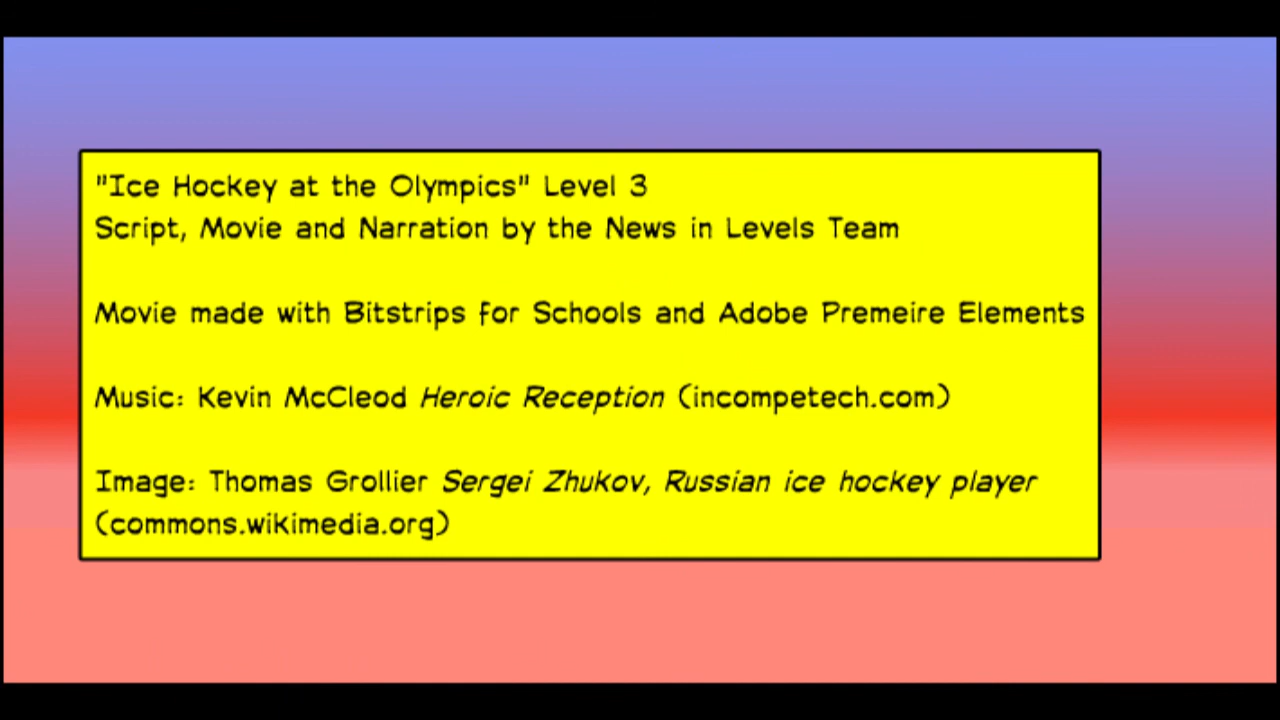 "Ice Hockey at the Olympics" Level 3
Script, Movie and Narration by the News in Levels Team
Movie made with Bitstrips for Schools and Adobe Premeire Elements
Music: Kevin McCleod Heroic Reception (incompetech.com)
Image: Thomas Grollier Sergei Zhukov, Russian ice hockey player
(commons.wikimedia.org)